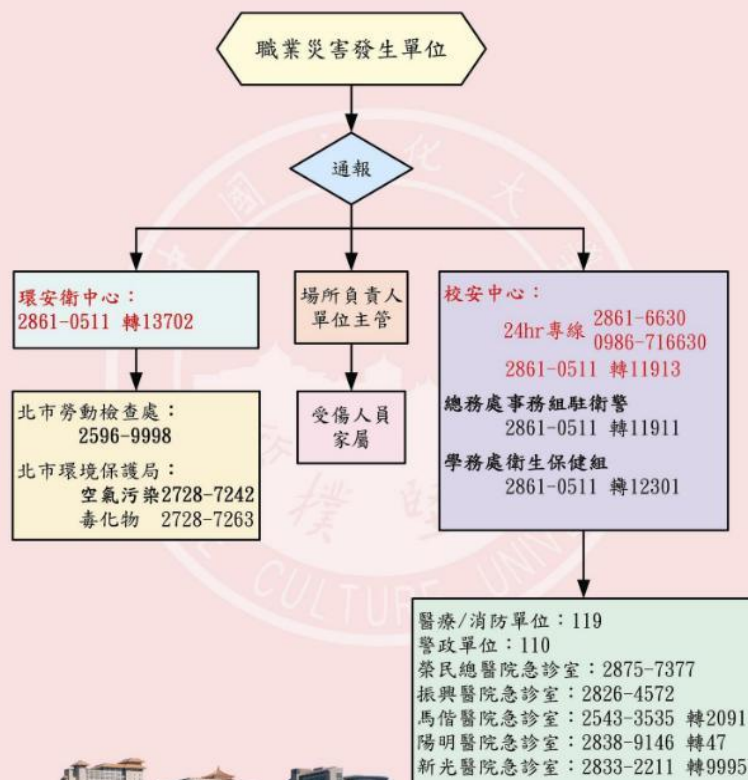 職業災害發生單位
通報
環安衛中心：
2861-0511 轉13702
場所負責人
單位主管
校安中心：
24hr專線 2861-6630
0986-716630
2861-0511 轉11913
總務處事務組駐衛警
2861-0511 轉11911
學務處衛生保健組
2861-0511 轉12301
北市勞動檢查處：
2596-9998
北市環境保護局：
空氣污染2728-7242
毒化物 2728-7263
受傷人員
家屬
醫療/消防單位：119
警政單位：110
榮民總醫院急診室：2875-7377
振興醫院急診室：2826-4572
馬偕醫院急診室：2543-3535 轉2091
陽明醫院急診室：2838-9146 轉47
新光醫院急診室：2833-2211 轉9995
CULTURE UNI